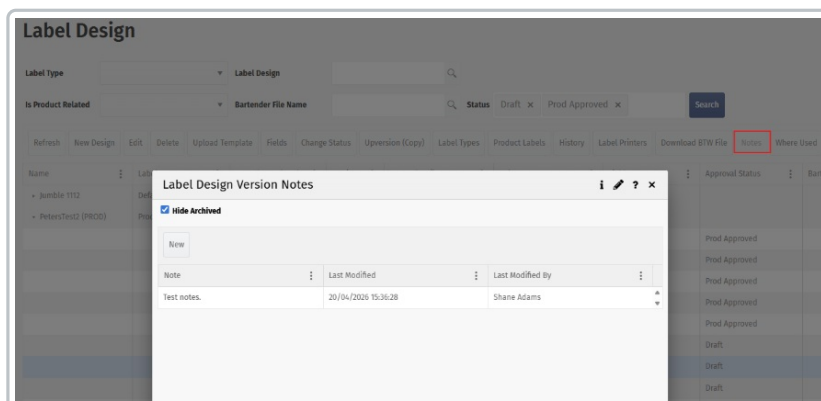 Label Design
Label Type Label Design
Is Product Related Bartender File Name Status Draft × Prod Approved × Search
Refresh New Design Edit Delete Upload Template Fields Change Status Upversion (Copy) Label Types Product Labels History Label Printers Download BTW File Notes Where Used
Name Approval Status
Jumble 1112
PetersTest2 (PROD)
Label Design Version Notes i ? ×
Hide Archived
New
Note Last Modified Last Modified By
Test notes. 20/04/2026 15:36:28 Shane Adams
Prod Approved
Prod Approved
Prod Approved
Prod Approved
Prod Approved
Draft
Draft
Draft